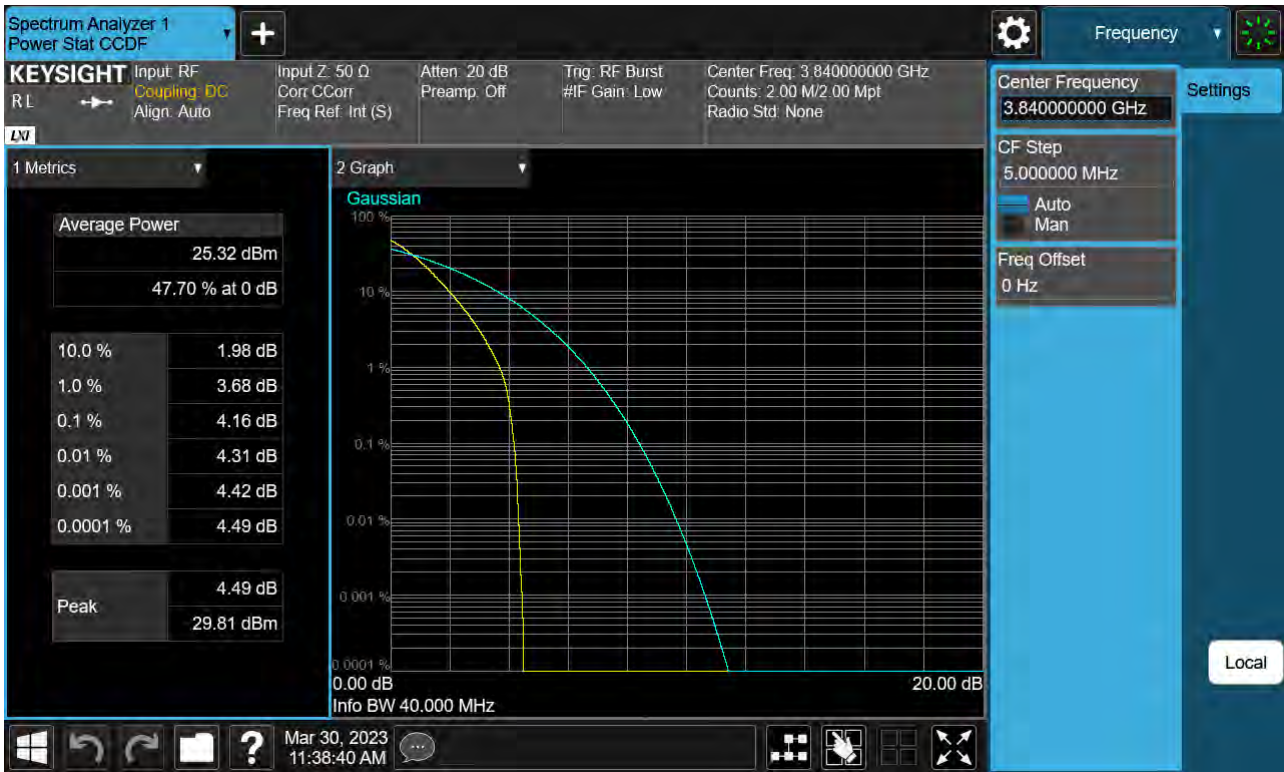 Spectrum Analyzer 1
Power Stat CCDF
+
Frequency
KEYSIGHT
RL
LXI
Input: RF
Coupling: DC
Align: Auto
Input Z: 50 Ω
Corr CCorr
Freq Ref: Int (S)
Atten: 20 dB
Preamp: Off
Trig: RF Burst
#IF Gain: Low
Center Freq: 3.840000000 GHz
Counts: 2.00 M/2.00 Mpt
Radio Std: None
Center Frequency
3.840000000 GHz
Settings
CF Step
5.000000 MHz
Auto
Man
Freq Offset
0 Hz
1 Metrics
Average Power
25.32 dBm
47.70 % at 0 dB
10.0 % 1.98 dB
1.0 % 3.68 dB
0.1 % 4.16 dB
0.01 % 4.31 dB
0.001 % 4.42 dB
0.0001 % 4.49 dB
Peak 4.49 dB
29.81 dBm
2 Graph
Gaussian
100 %
10 %
1 %
0.1 %
0.01 %
0.001 %
0.0001 %
0.00 dB 20.00 dB
Info BW 40.000 MHz
Local
?
Mar 30, 2023
11:38:40 AM